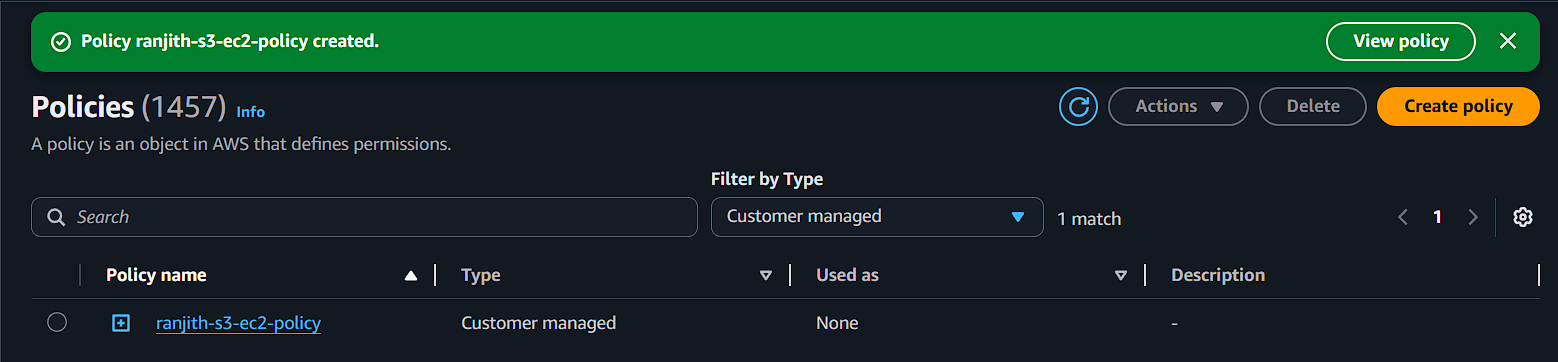 Policy ranjith-s3-ec2-policy created. View policy
Policies (1457) Info
Actions Delete Create policy
A policy is an object in AWS that defines permissions.
Filter by Type
Search
Customer managed
1 match
1
Policy name Type Used as Description
ranjith-s3-ec2-policy Customer managed None -